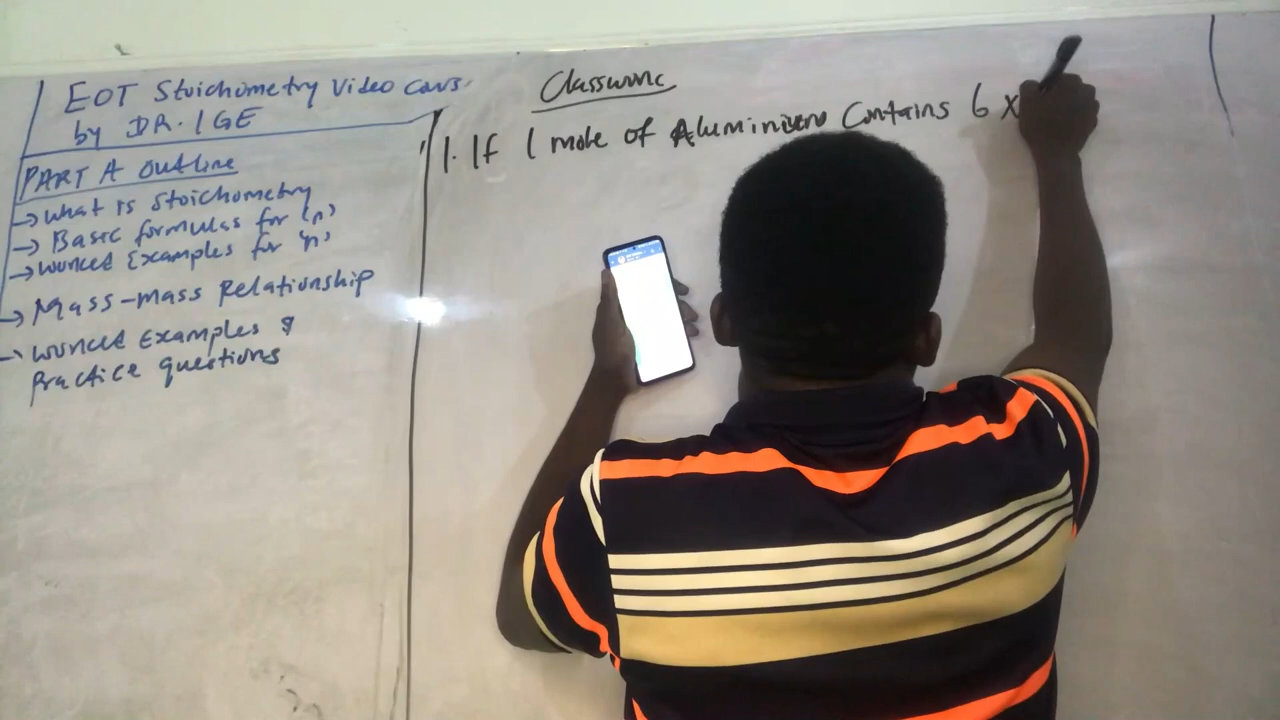 EOT Stoichometry Video Cours.
by DR. IGE
PART A Outline
→ What is Stoichometry
→ Basic formulas for 'n'
→ Worked Examples for 'n'
→ Mass-mass Relationship
→ Worked Examples &
Practice questions
Classwork
1. If 1 mole of Aluminium Contains 6 x